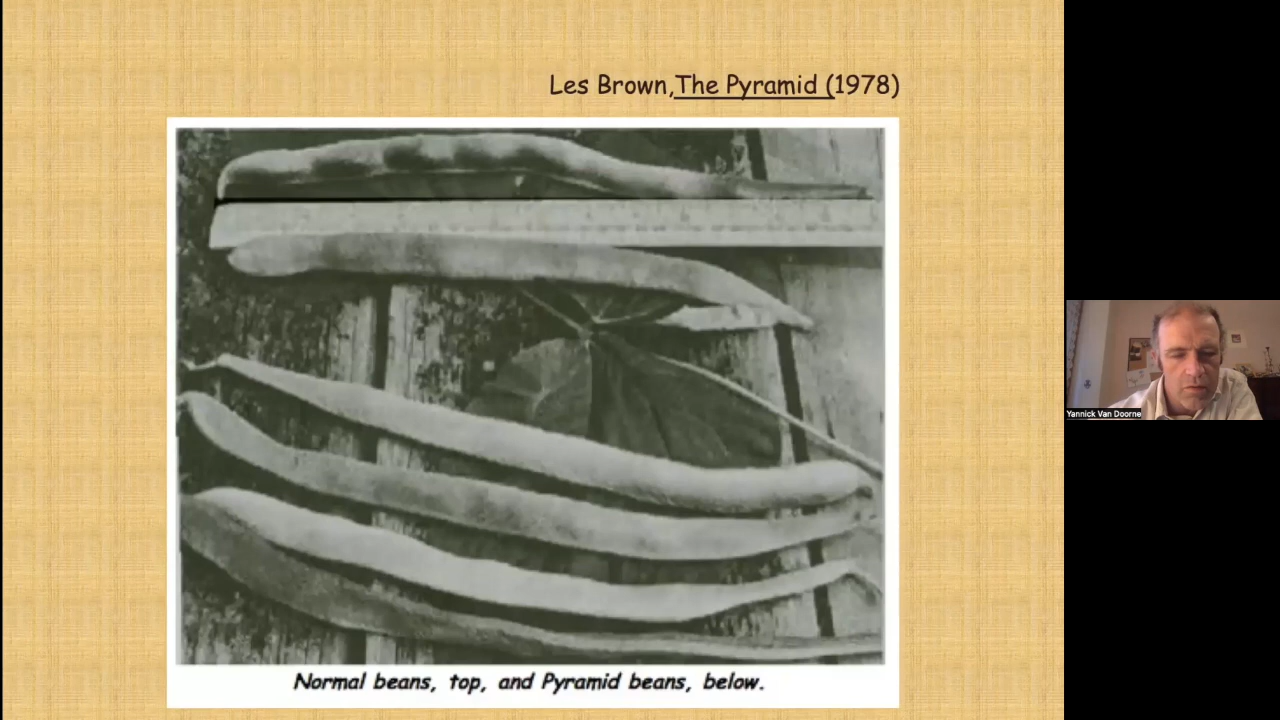 Les Brown,The Pyramid (1978)
Normal beans, top, and Pyramid beans, below.
Yannick Van Doorne